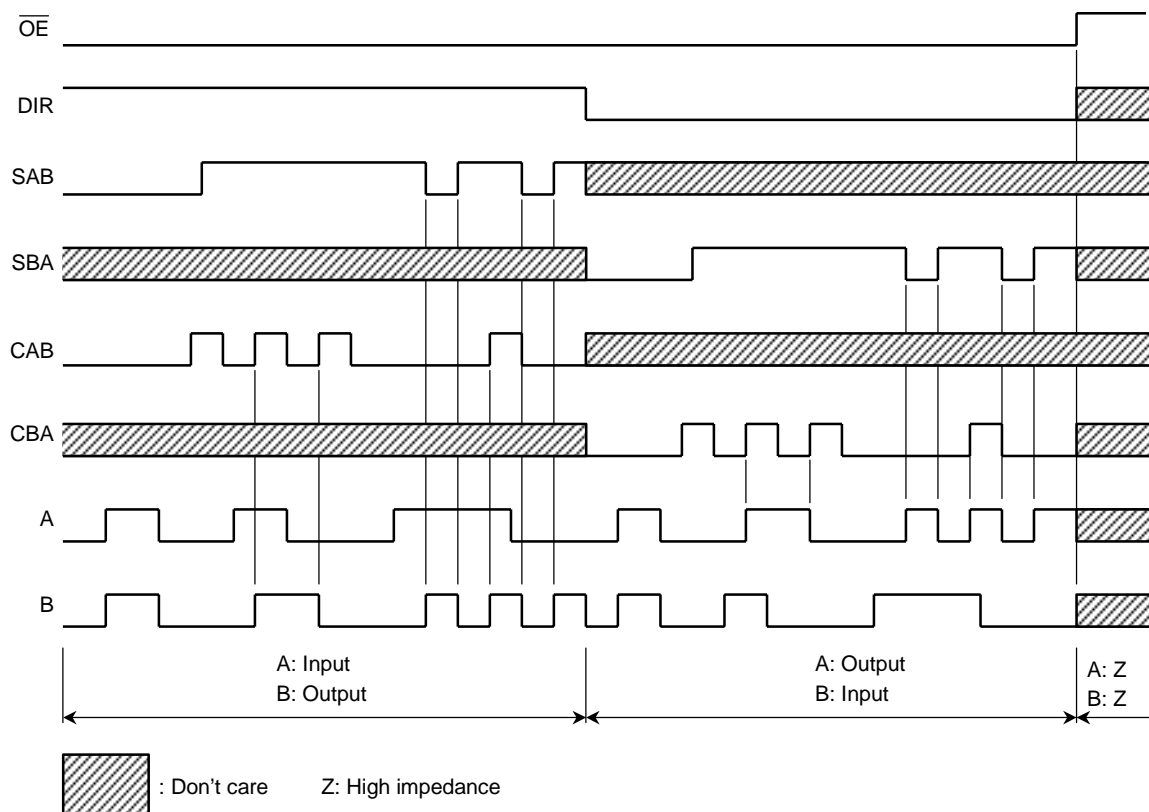 OE
DIR
SAB
SBA
CAB
CBA
A
B
A: Input
B: Output
A: Output
B: Input
A: Z
B: Z
: Don't care Z: High impedance